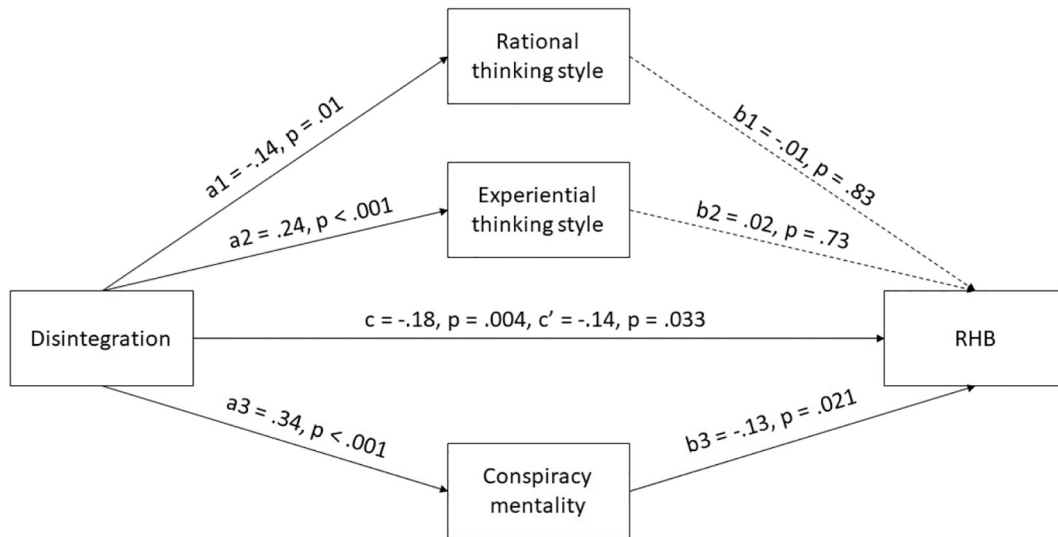 Rational
thinking style
a1 = -.14, p = .01
b1 = -.01, p = .83
Experiential
thinking style
a2 = .24, p < .001
b2 = .02, p = .73
Disintegration
c = -.18, p = .004, c’ = -.14, p = .033
RHB
a3 = .34, p < .001
b3 = -.13, p = .021
Conspiracy
mentality